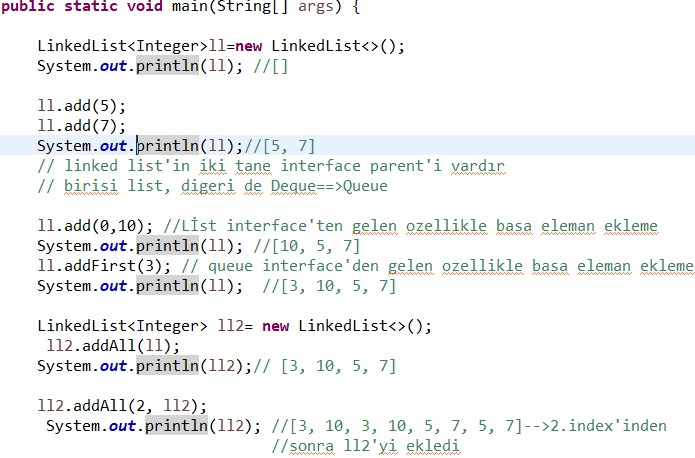 public static void main(String[] args) {
LinkedList<Integer>ll=new LinkedList<>();
System.out.println(ll); //[]
ll.add(5);
ll.add(7);
System.out.println(ll);//[5, 7]
// linked list'in iki tane interface parent'i vardır
// birisi list, digeri de Deque==>Queue
ll.add(0,10); //Lİst interface'ten gelen ozellikle basa eleman ekleme
System.out.println(ll); //[10, 5, 7]
ll.addFirst(3); // queue interface'den gelen ozellikle basa eleman ekleme
System.out.println(ll);  //[3, 10, 5, 7]
LinkedList<Integer> ll2= new LinkedList<>();
ll2.addAll(ll);
System.out.println(ll2);// [3, 10, 5, 7]
ll2.addAll(2, ll2);
System.out.println(ll2); //[3, 10, 3, 10, 5, 7, 5, 7]-->2.index'inden
//sonra ll2'yi ekledi